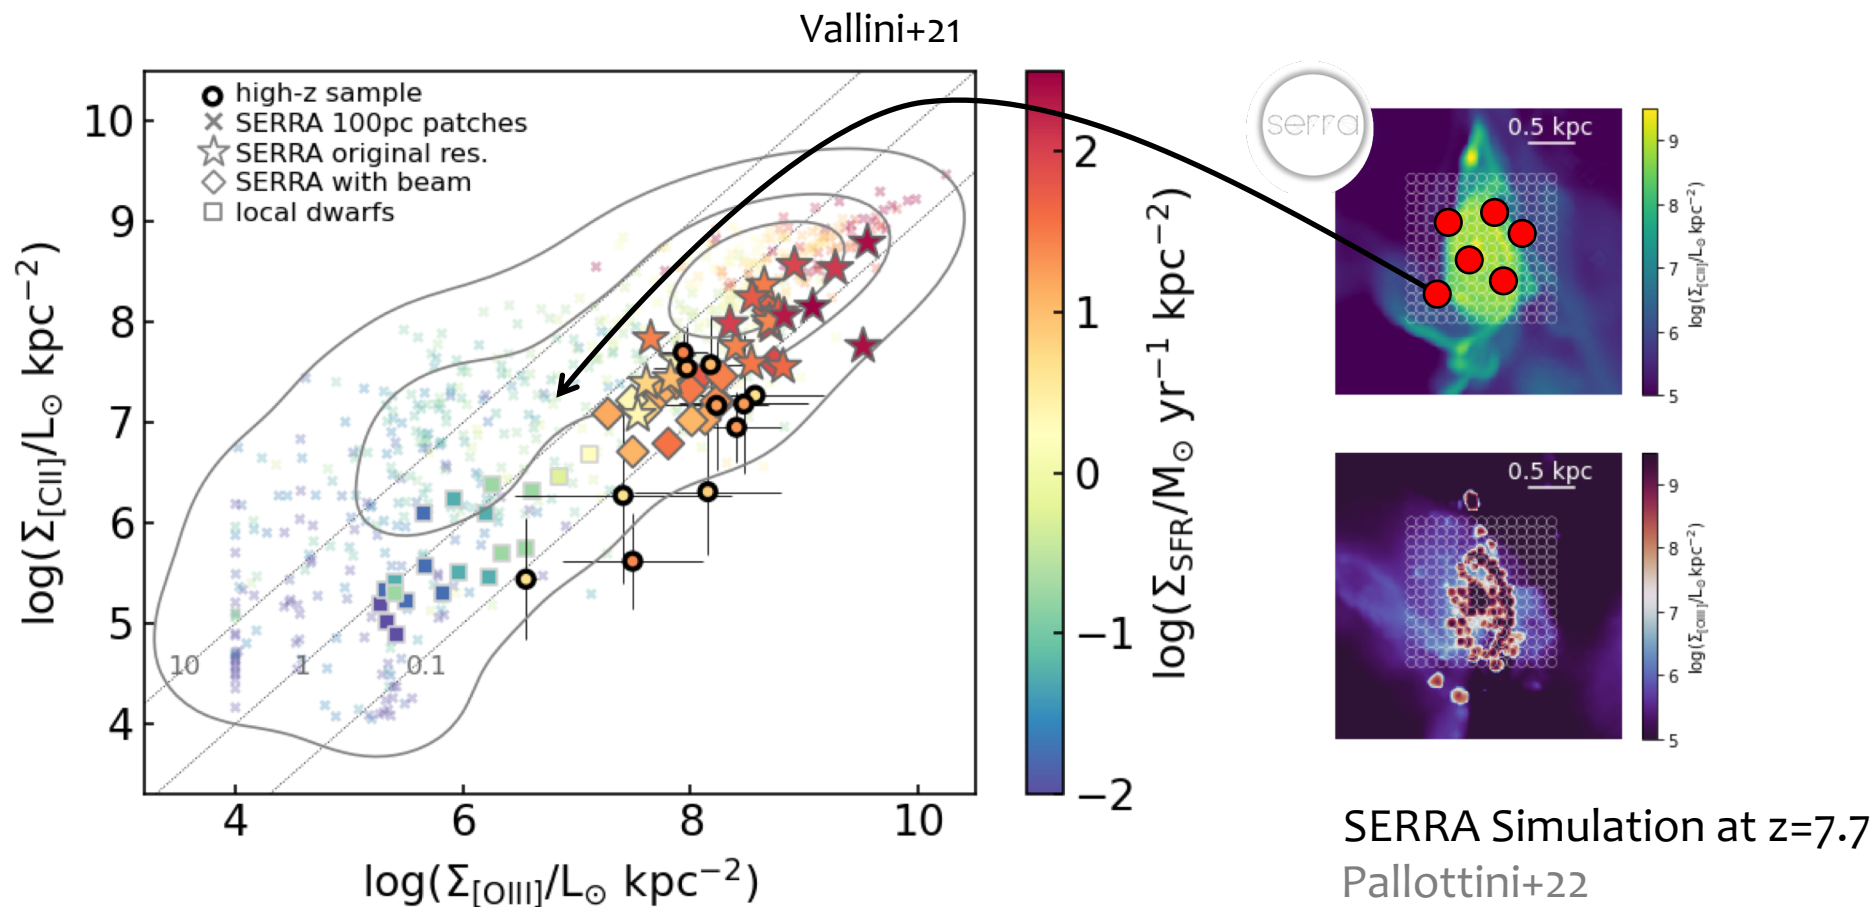 Vallini+21
high-z sample
SERRA 100pc patches
SERRA original res.
SERRA with beam
local dwarfs
10
9
8
7
6
5
4
log(Σ[CII]/L⊙ kpc−2)
10
1
0.1
4
6
8
10
log(Σ[OIII]/L⊙ kpc−2)
2
1
0
−1
−2
log(ΣSFR/M⊙ yr−1 kpc−2)
serra
0.5 kpc
9
8
7
6
5
log(Σ[CII]/L⊙ kpc−2)
0.5 kpc
9
8
7
6
5
log(Σ[OIII]/L⊙ kpc−2)
SERRA Simulation at z=7.7
Pallottini+22